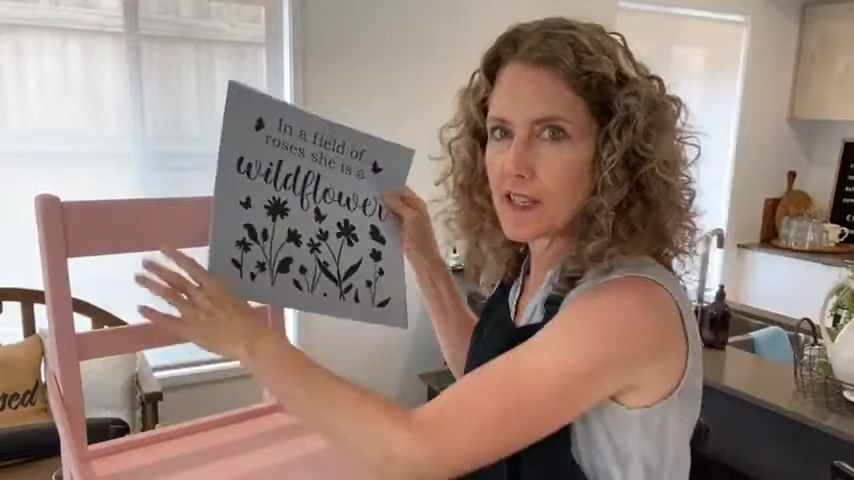 In a field of
roses she is a
wildflower